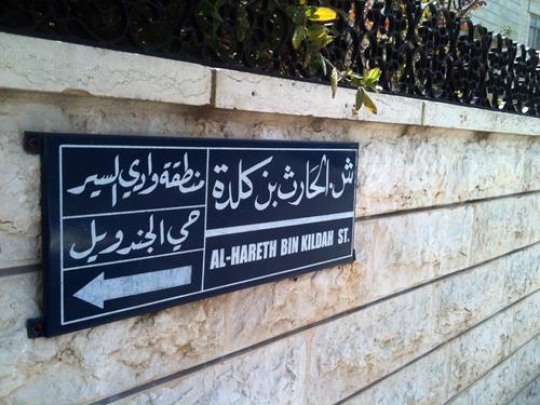 ش. الحارث بن كلدة
AL-HARETH BIN KILDAH ST.
منطقة وادي السير
حي الجندويل